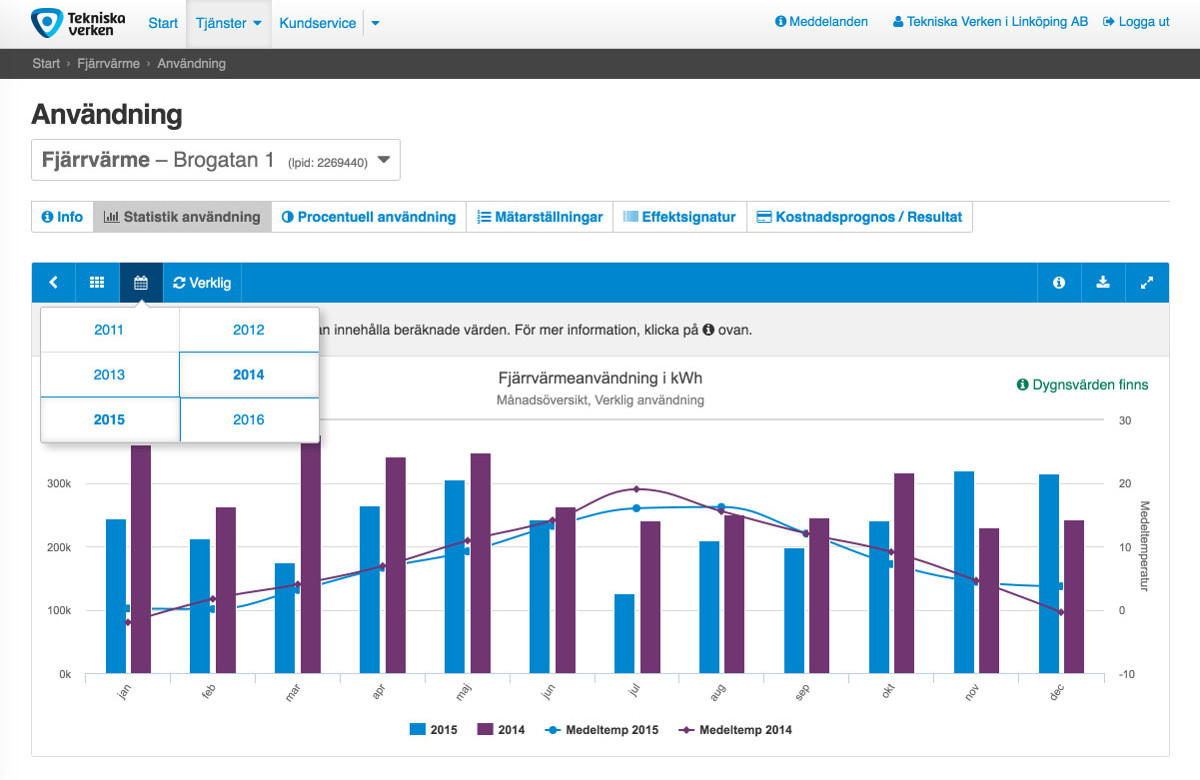 Tekniska
verken
Start Tjänster Kundservice
Meddelanden Tekniska Verken i Linköping AB Logga ut
Start › Fjärrvärme › Användning
Användning
Fjärrvärme – Brogatan 1 (lpid: 2269440)
Info Statistik användning Procentuell användning Mätarställningar Effektsignatur Kostnadsprognos / Resultat
Verklig
2011 2012
2013 2014
2015 2016
innehålla beräknade värden. För mer information, klicka på ovan.
Fjärrvärmeanvändning i kWh
Månadsöversikt, Verklig användning
Dygnsvärden finns
300k
200k
100k
0k
30
20
10
0
-10
Medeltemperatur
jan feb mar apr maj jun jul aug sep okt nov dec
2015 2014 Medeltemp 2015 Medeltemp 2014